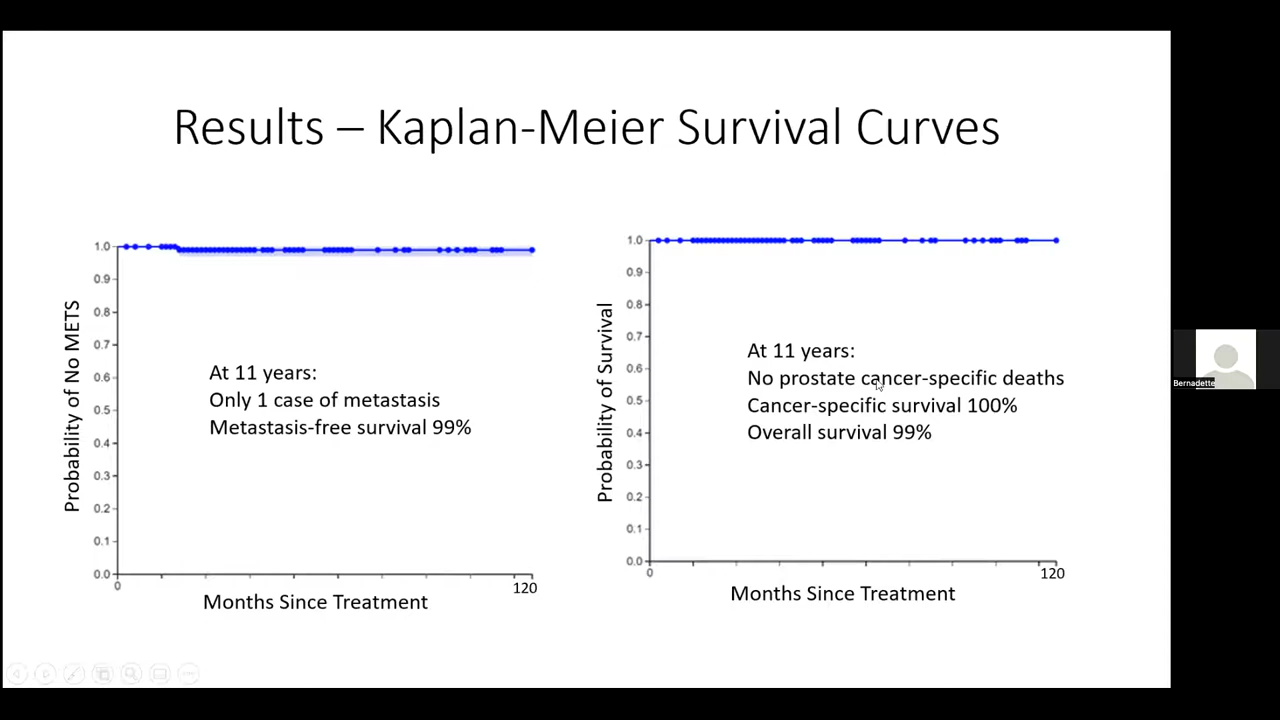 Results – Kaplan-Meier Survival Curves
Probability of No METS
1.0
0.9
0.8
0.7
0.6
0.5
0.4
0.3
0.2
0.1
0.0
At 11 years:
Only 1 case of metastasis
Metastasis-free survival 99%
0
120
Months Since Treatment
Probability of Survival
1.0
0.9
0.8
0.7
0.6
0.5
0.4
0.3
0.2
0.1
0.0
At 11 years:
No prostate cancer-specific deaths
Cancer-specific survival 100%
Overall survival 99%
0
120
Months Since Treatment
Bernadette